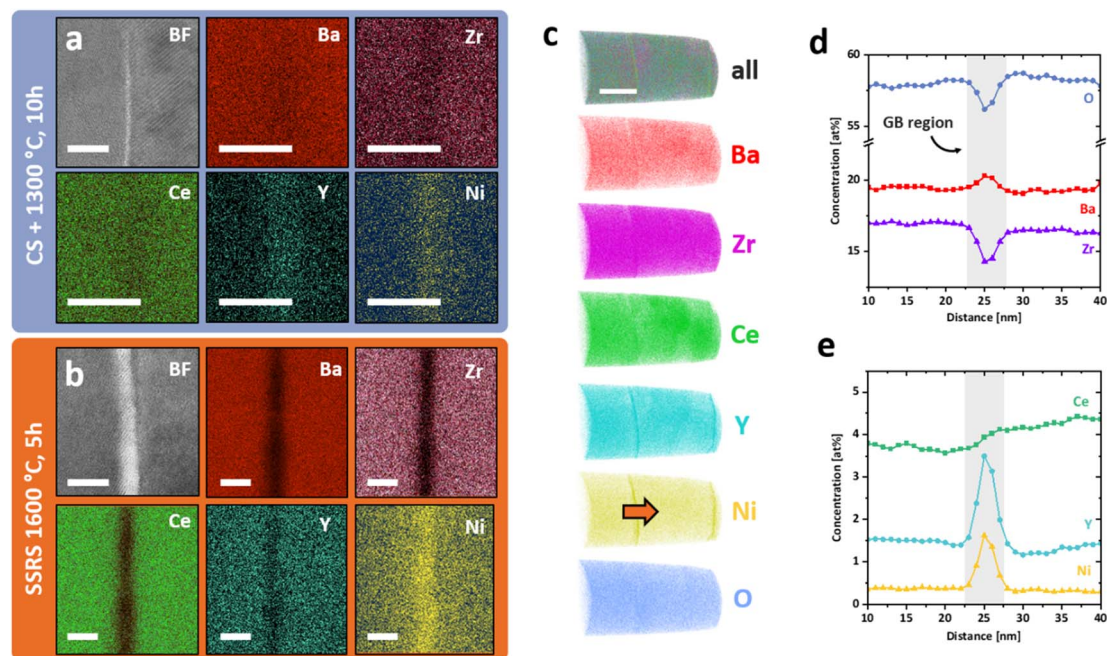 a
CS + 1300 °C, 10h
BF
Ba
Zr
Ce
Y
Ni
b
SSRS 1600 °C, 5h
BF
Ba
Zr
Ce
Y
Ni
c
all
Ba
Zr
Ce
Y
Ni
O
d
60
55
20
15
Concentration [at%]
GB region
O
Ba
Zr
10 15 20 25 30 35 40
Distance [nm]
e
5
4
3
2
1
0
Concentration [at%]
Ce
Y
Ni
10 15 20 25 30 35 40
Distance [nm]